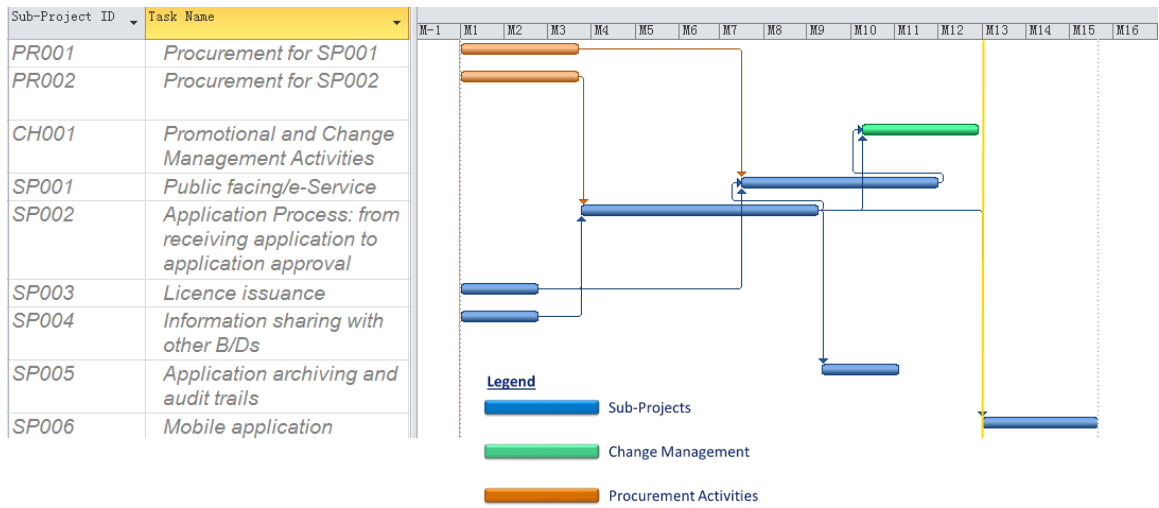 Sub-Project ID Task Name
M-1 M1 M2 M3 M4 M5 M6 M7 M8 M9 M10 M11 M12 M13 M14 M15 M16
PR001 Procurement for SP001
PR002 Procurement for SP002
CH001 Promotional and Change
Management Activities
SP001 Public facing/e-Service
SP002 Application Process: from
receiving application to
application approval
SP003 Licence issuance
SP004 Information sharing with
other B/Ds
SP005 Application archiving and
audit trails
SP006 Mobile application
Legend
Sub-Projects
Change Management
Procurement Activities